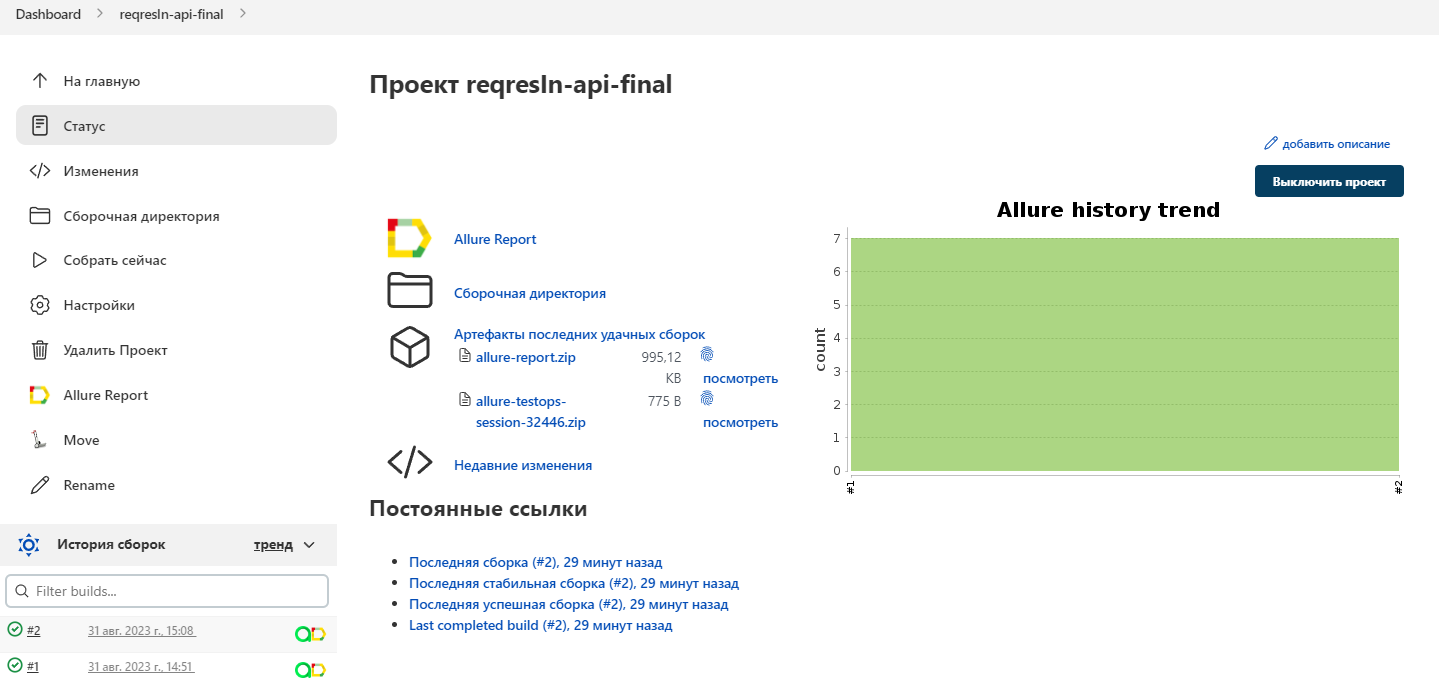 Dashboard
reqresIn-api-final
На главную
Статус
Изменения
Сборочная директория
Собрать сейчас
Настройки
Удалить Проект
Allure Report
Move
Rename
История сборок
тренд
Filter builds...
#2
31 авг. 2023 г., 15:08
#1
31 авг. 2023 г., 14:51
Проект reqresIn-api-final
добавить описание
Выключить проект
Allure Report
Сборочная директория
Артефакты последних удачных сборок
allure-report.zip
995,12
KB
посмотреть
allure-testops-
session-32446.zip
775 B
посмотреть
Недавние изменения
Allure history trend
count
7
6
5
4
3
2
1
0
#1
#2
Постоянные ссылки
Последняя сборка (#2), 29 минут назад
Последняя стабильная сборка (#2), 29 минут назад
Последняя успешная сборка (#2), 29 минут назад
Last completed build (#2), 29 минут назад